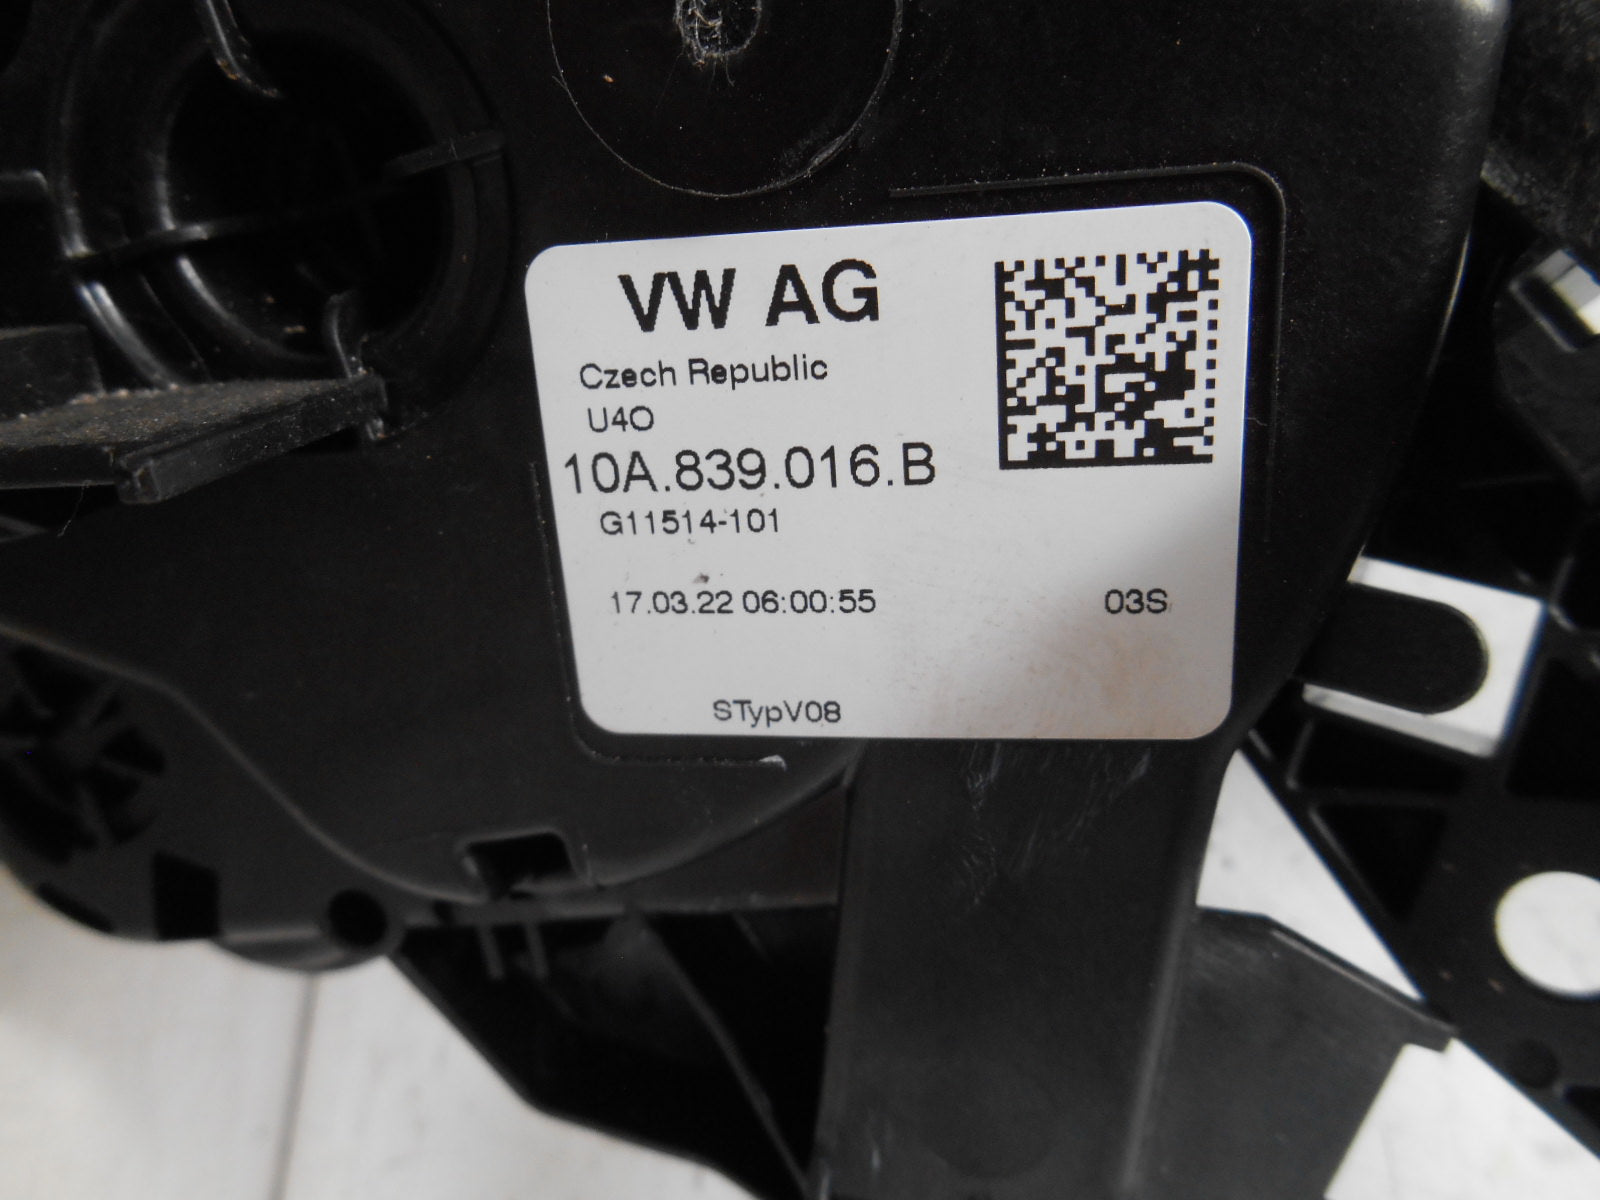 VW AG
Czech Republic
U4O
10A.839.016.B
G11514-101
17.03.22 06:00:55 03S
STypV08